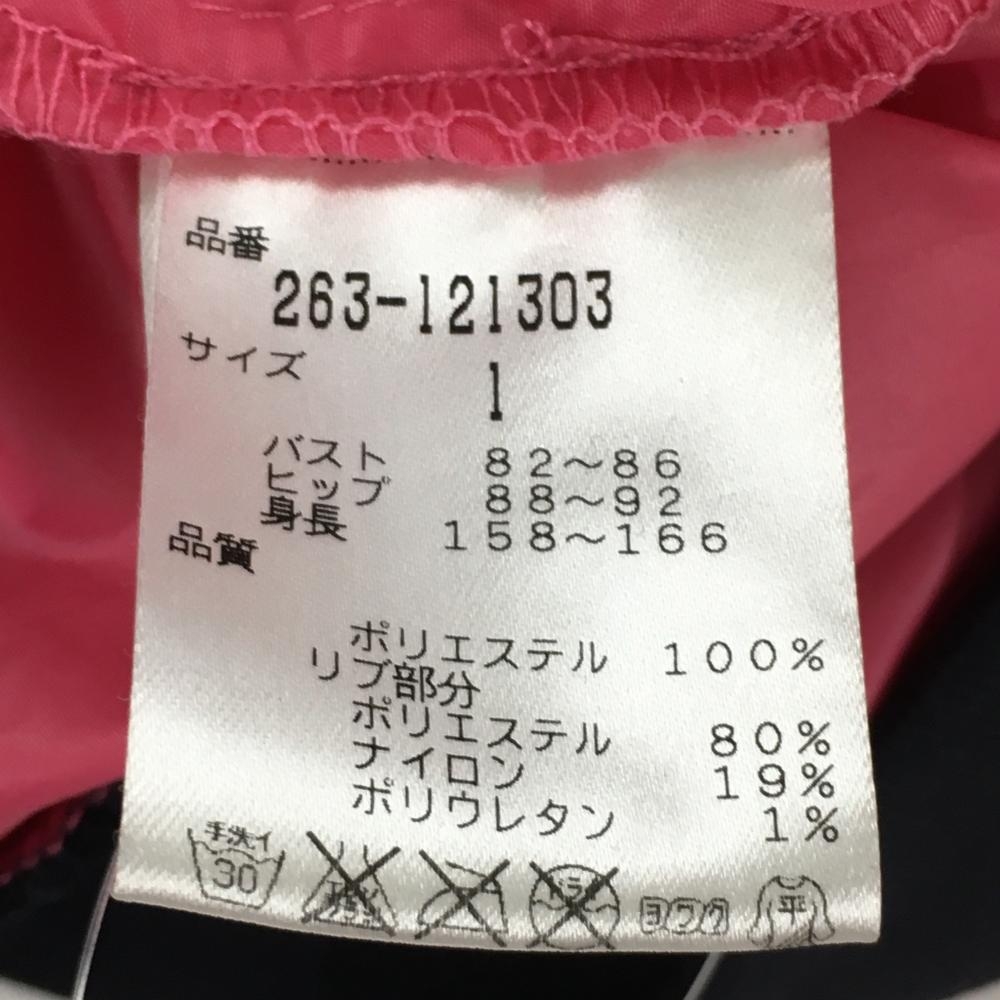 品番
263-121303
サイズ
1
バスト 82～86
ヒップ 88～92
身長 158～166
品質
ポリエステル 100%
リブ部分
ポリエステル 80%
ナイロン 19%
ポリウレタン 1%
手洗イ
30
ヨワク 平